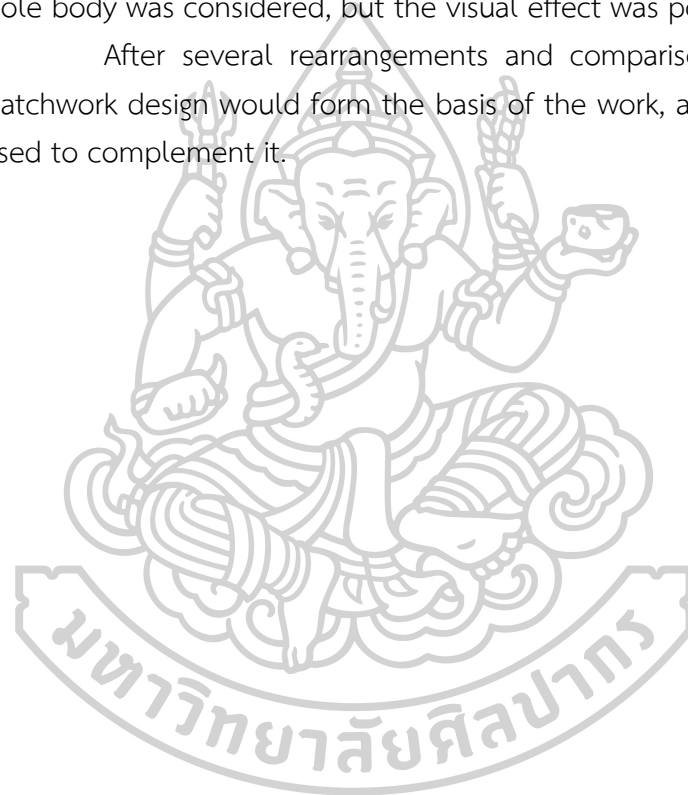 ole body was considered, but the visual effect was po
After several rearrangements and comparis
atchwork design would form the basis of the work, a
sed to complement it.
มหาวิทยาลัยศิลปากร